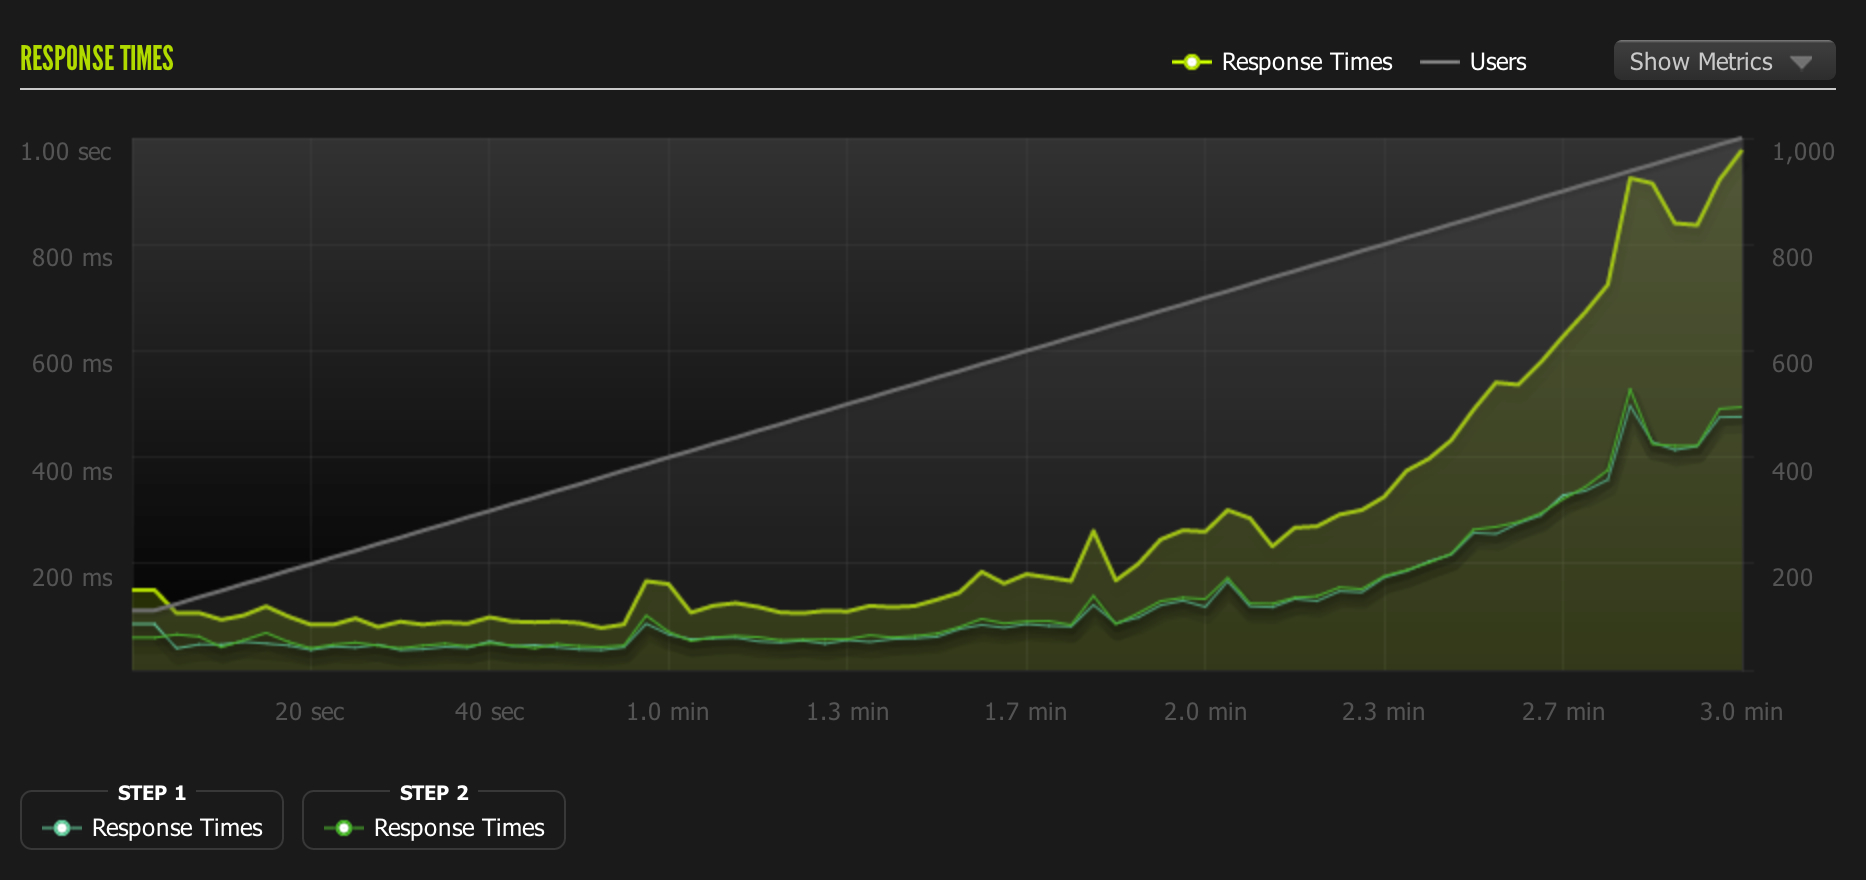 RESPONSE TIMES
Response Times Users Show Metrics
1.00 sec 1,000
800 ms 800
600 ms 600
400 ms 400
200 ms 200
20 sec 40 sec 1.0 min 1.3 min 1.7 min 2.0 min 2.3 min 2.7 min 3.0 min
STEP 1 STEP 2
Response Times Response Times